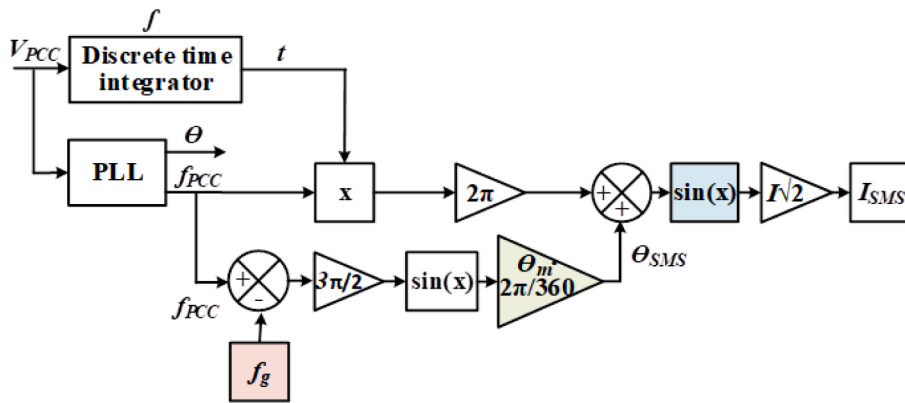 ∫
V_PCC
Discrete time
integrator
t
PLL
θ
f_PCC
x
2π
+
+
sin(x)
I√2
I_SMS
f_PCC
+
-
3π/2
sin(x)
θ_m·
2π/360
θ_SMS
f_g